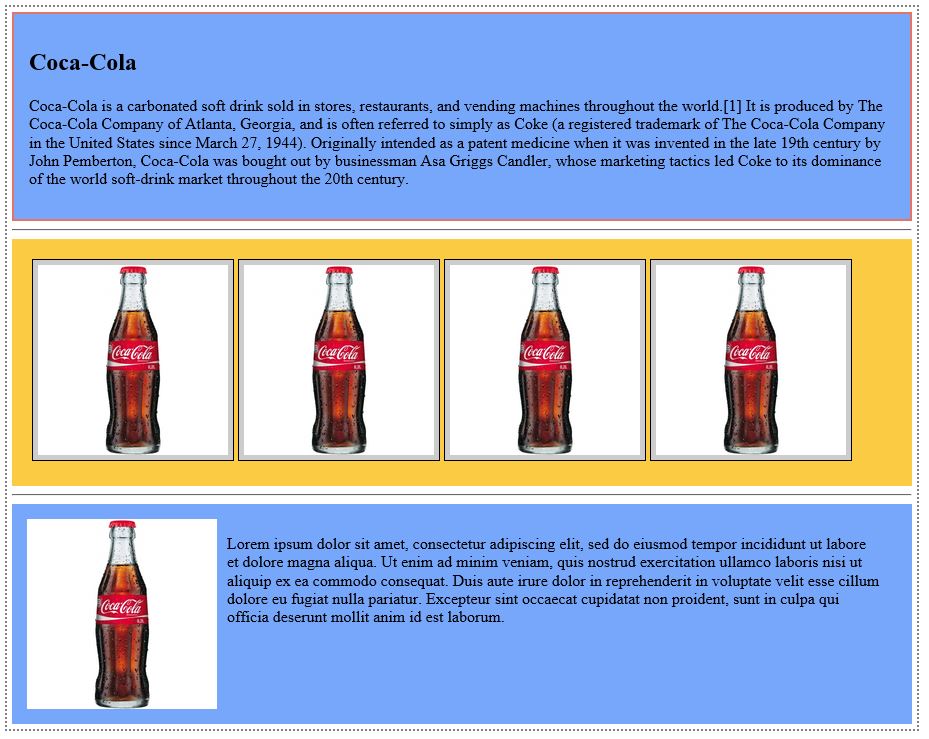 Coca-Cola
Coca-Cola is a carbonated soft drink sold in stores, restaurants, and vending machines throughout the world.[1] It is produced by The
Coca-Cola Company of Atlanta, Georgia, and is often referred to simply as Coke (a registered trademark of The Coca-Cola Company
in the United States since March 27, 1944). Originally intended as a patent medicine when it was invented in the late 19th century by
John Pemberton, Coca-Cola was bought out by businessman Asa Griggs Candler, whose marketing tactics led Coke to its dominance
of the world soft-drink market throughout the 20th century.
Coca-Cola
Coca-Cola
Coca-Cola
Coca-Cola
Coca-Cola
Lorem ipsum dolor sit amet, consectetur adipiscing elit, sed do eiusmod tempor incididunt ut labore
et dolore magna aliqua. Ut enim ad minim veniam, quis nostrud exercitation ullamco laboris nisi ut
aliquip ex ea commodo consequat. Duis aute irure dolor in reprehenderit in voluptate velit esse cillum
dolore eu fugiat nulla pariatur. Excepteur sint occaecat cupidatat non proident, sunt in culpa qui
officia deserunt mollit anim id est laborum.